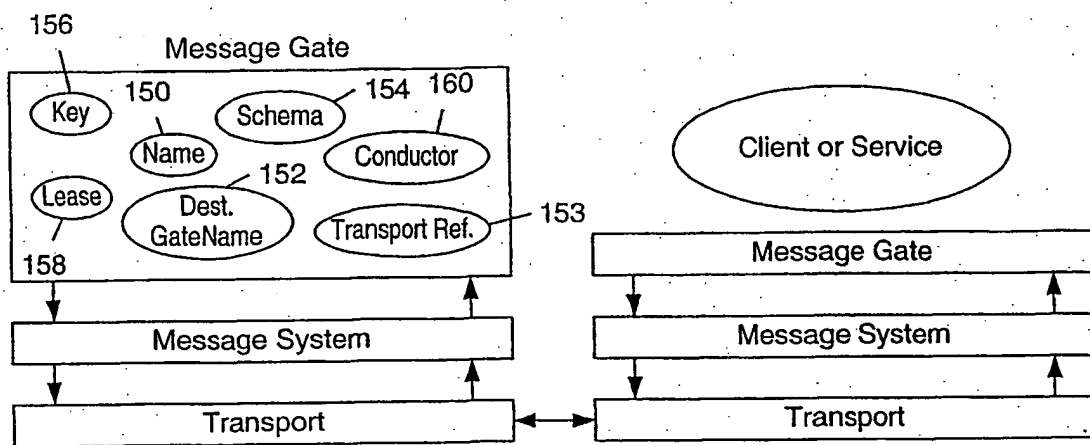 156
Message Gate
Key
150
Schema
154
160
Name
Conductor
Client or Service
152
Lease
Dest.
GateName
Transport Ref.
153
158
Message Gate
Message System
Message System
Transport
Transport